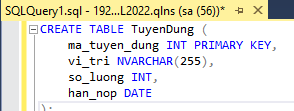 SQLQuery1.sql - 192...L2022.qlns (sa (56))*
CREATE TABLE TuyenDung (
ma_tuyen_dung INT PRIMARY KEY,
vi_tri NVARCHAR(255),
so_luong INT,
han_nop DATE
);